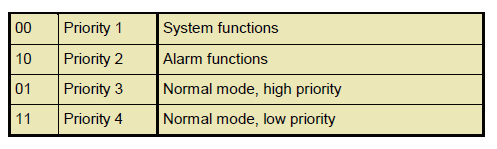 00 Priority 1 System functions
10 Priority 2 Alarm functions
01 Priority 3 Normal mode, high priority
11 Priority 4 Normal mode, low priority